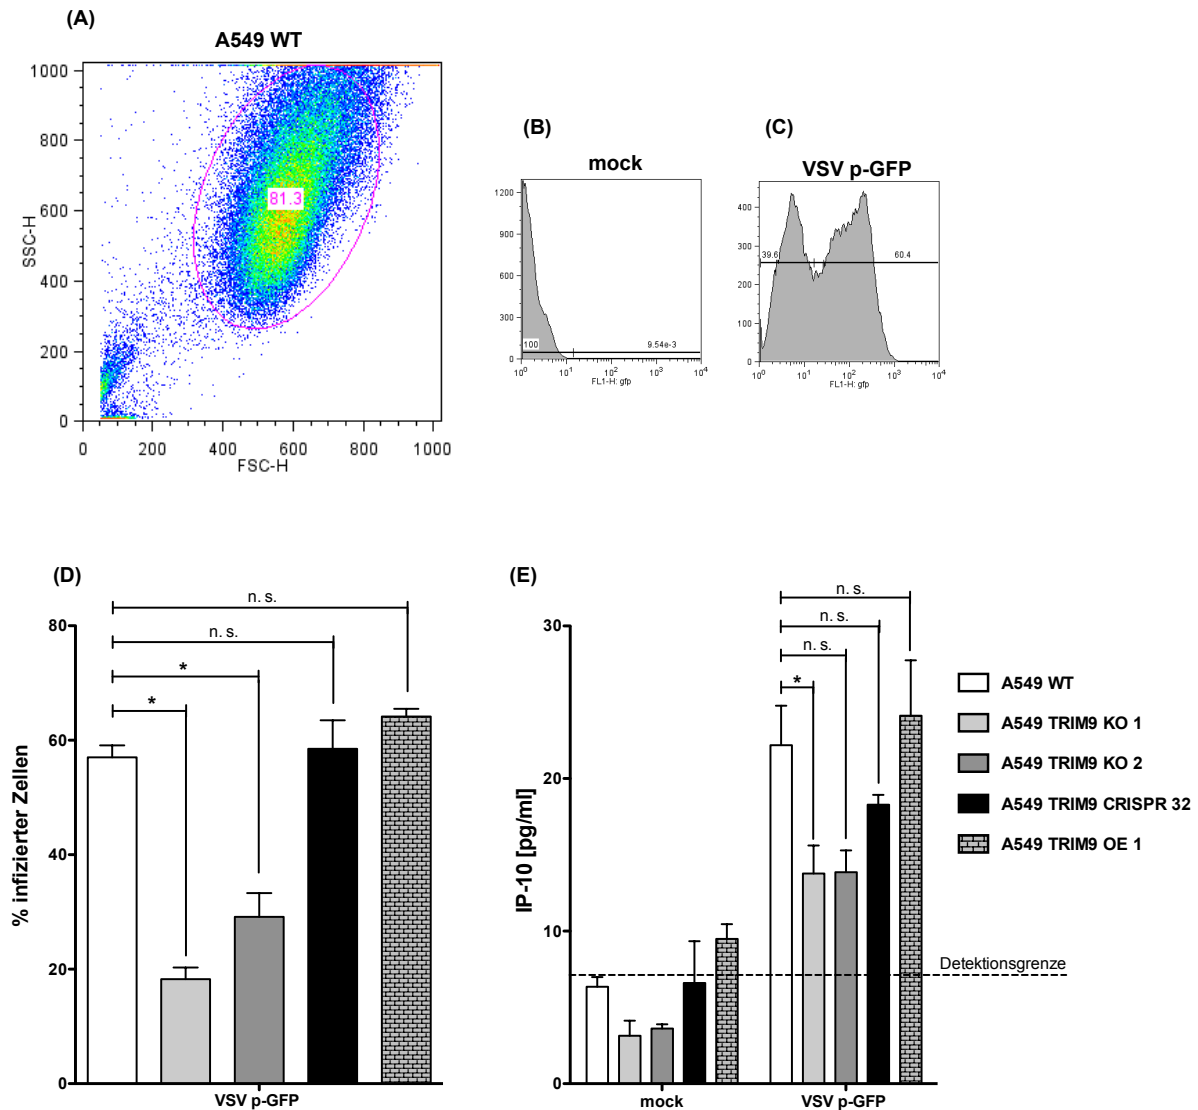 (A)
A549 WT
1000
800
600
400
200
0
SSC-H
81.3
0 200 400 600 800 1000
FSC-H
(B)
mock
1200
900
600
300
0
100 9.54e-3
10^0 10^1 10^2 10^3 10^4
FL1-H: gfp
(C)
VSV p-GFP
400
300
200
100
0
39.6 60.4
10^0 10^1 10^2 10^3 10^4
FL1-H: gfp
(D)
n. s.
n. s.
*
*
80
60
40
20
0
% infizierter Zellen
VSV p-GFP
(E)
n. s.
n. s.
n. s.
*
30
20
10
0
IP-10 [pg/ml]
Detektionsgrenze
mock VSV p-GFP
A549 WT
A549 TRIM9 KO 1
A549 TRIM9 KO 2
A549 TRIM9 CRISPR 32
A549 TRIM9 OE 1